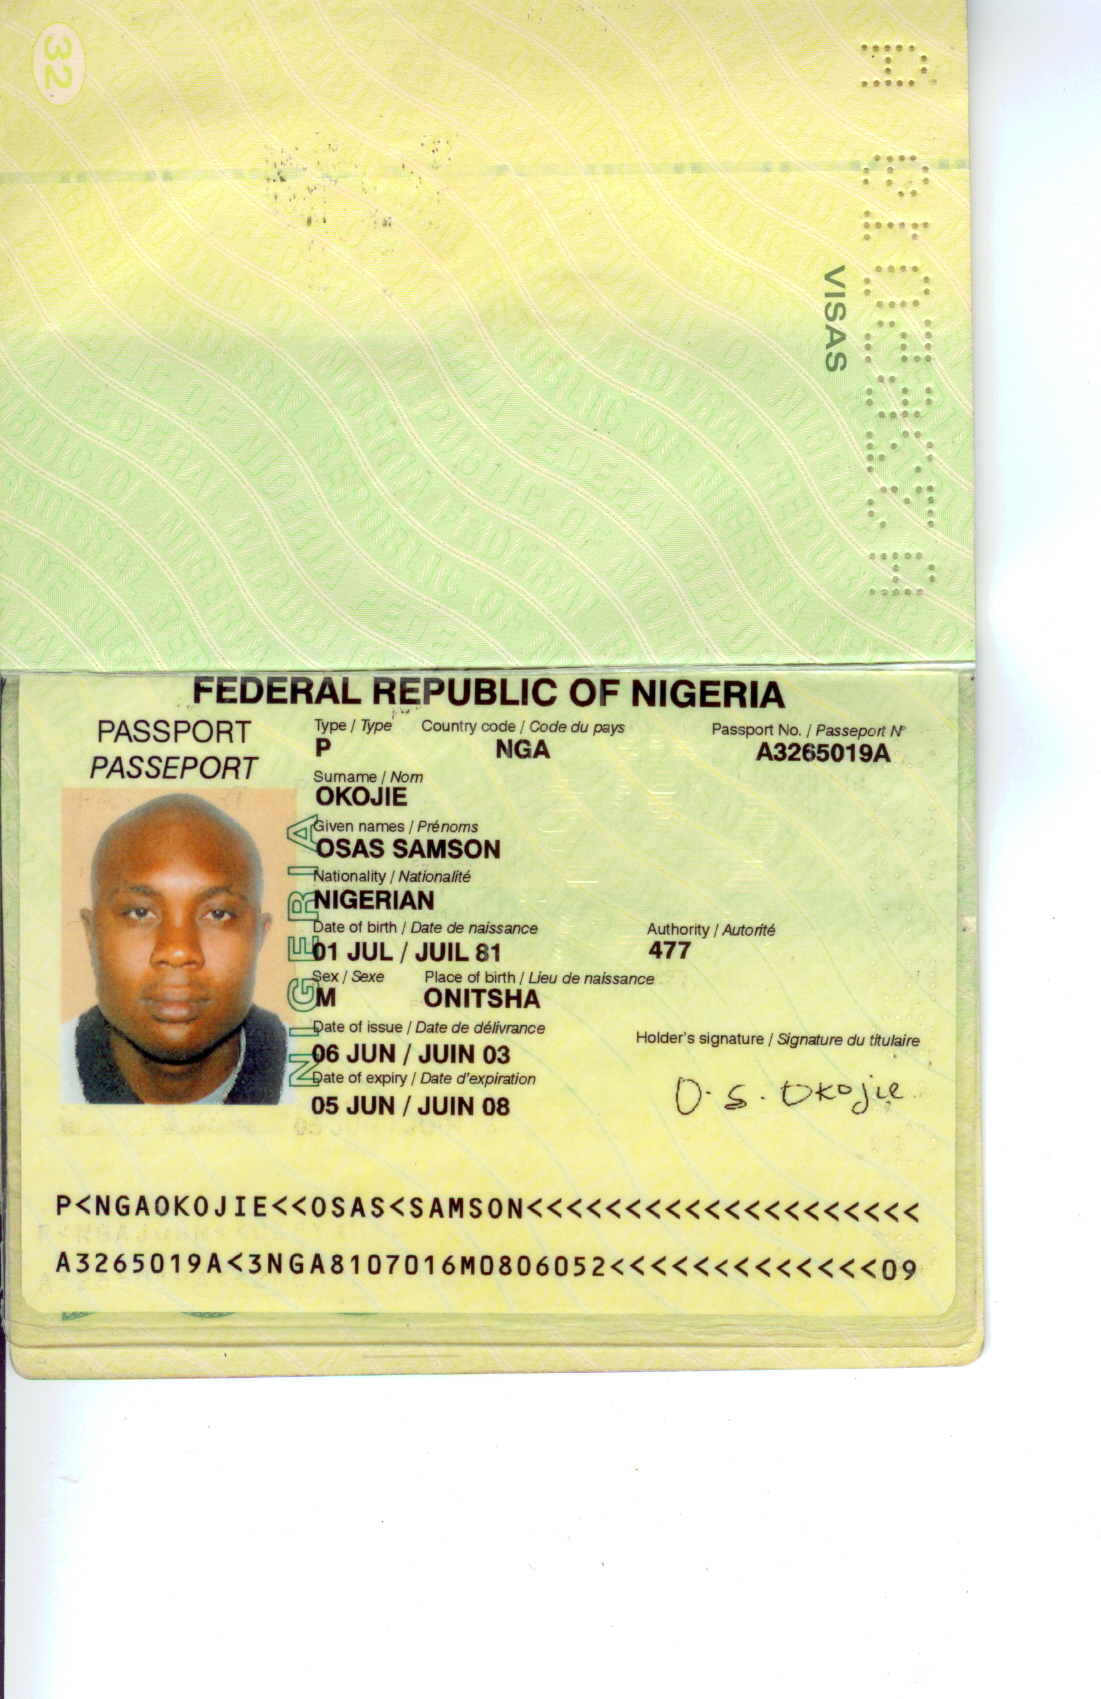 32
VISAS
FEDERAL REPUBLIC OF NIGERIA
PASSPORT
PASSEPORT
Type / Type Country code / Code du pays Passport No. / Passeport N°
P NGA A3265019A
Surname / Nom
OKOJIE
Given names / Prénoms
OSAS SAMSON
Nationality / Nationalité
NIGERIAN
Date of birth / Date de naissance Authority / Autorité
01 JUL / JUIL 81 477
Sex / Sexe Place of birth / Lieu de naissance
M ONITSHA
Date of issue / Date de délivrance Holder's signature / Signature du titulaire
06 JUN / JUIN 03
Date of expiry / Date d'expiration
05 JUN / JUIN 08 O. S. Okojie
NIGERIA
P<NGAOKOJIE<<OSAS<SAMSON<<<<<<<<<<<<<<<<<<<<
A3265019A<3NGA8107016M0806052<<<<<<<<<<<<<<09